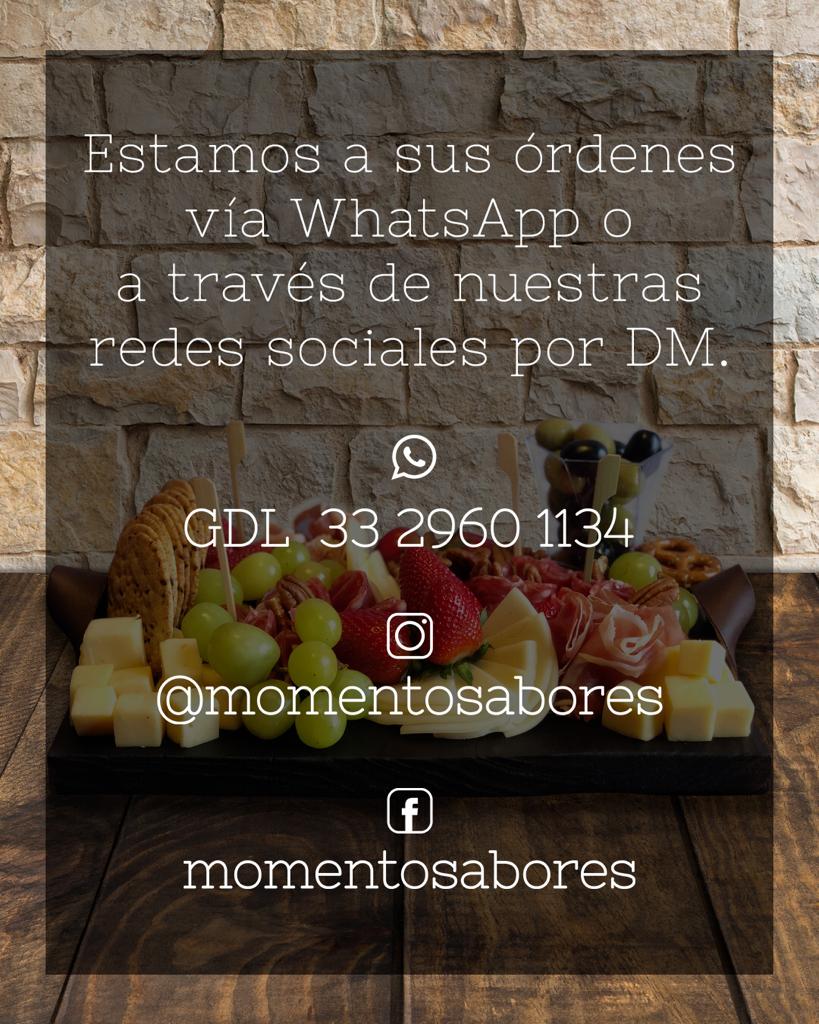 Estamos a sus órdenes
vía WhatsApp o
a través de nuestras
redes sociales por DM.
GDL 33 2960 1134
@momentosabores
momentosabores